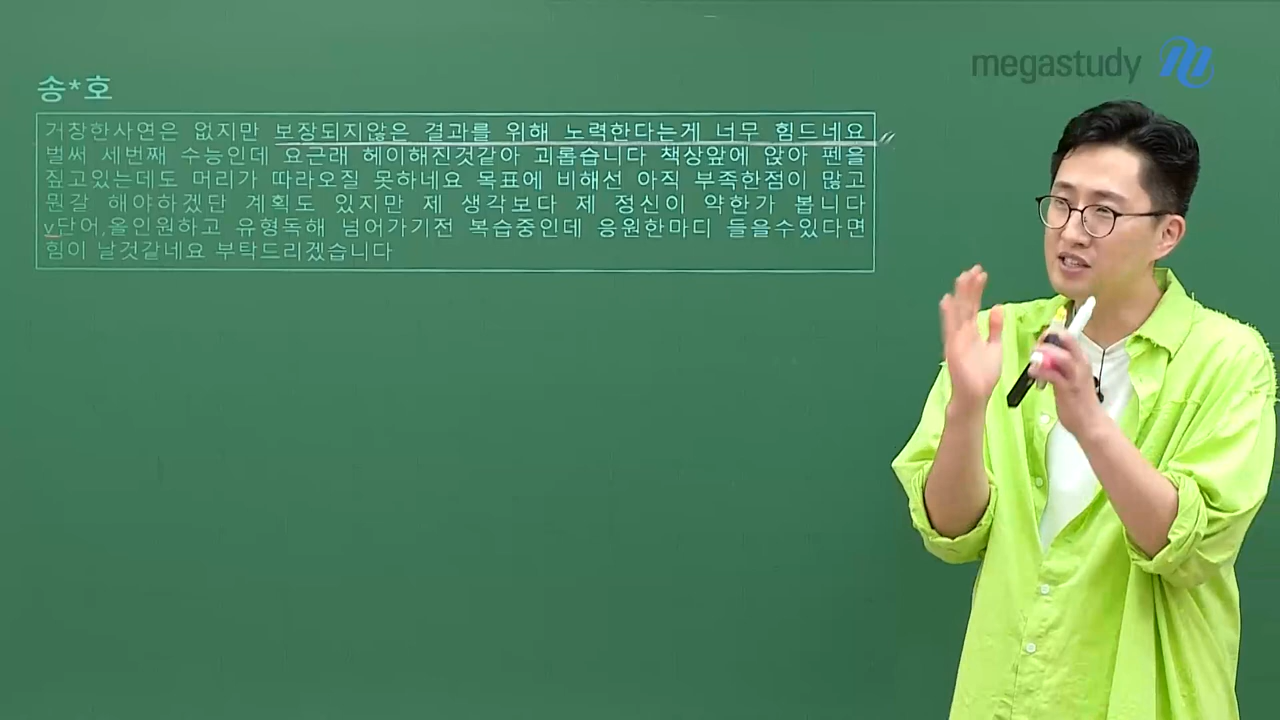 megastudy
송*호
거창한사연은 없지만 보장되지않은 결과를 위해 노력한다는게 너무 힘드네요
벌써 세번째 수능인데 요근래 헤이해진것같아 괴롭습니다 책상앞에 앉아 펜을
짚고있는데도 머리가 따라오질 못하네요 목표에 비해선 아직 부족한점이 많고
뭔갈 해야하겠단 계획도 있지만 제 생각보다 제 정신이 약한가 봅니다
v단어,올인원하고 유형독해 넘어가기전 복습중인데 응원한마디 들을수있다면
힘이 날것같네요 부탁드리겠습니다